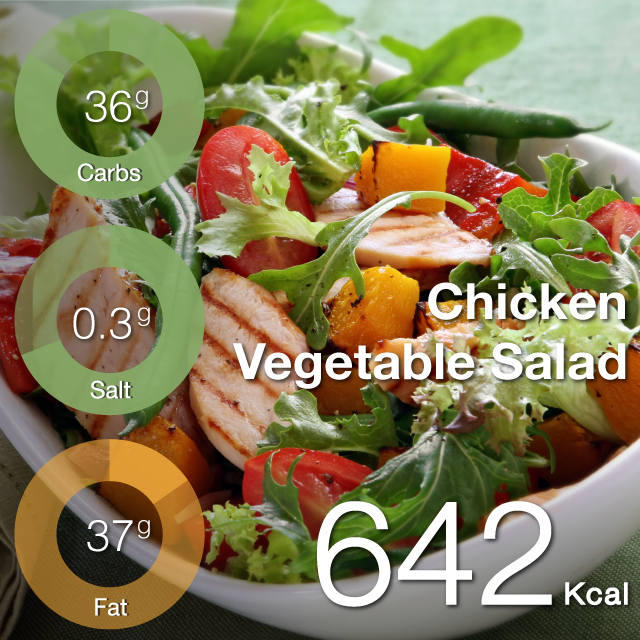 36g
Carbs
0.3g
Salt
Chicken
Vegetable Salad
37g
Fat
642 Kcal